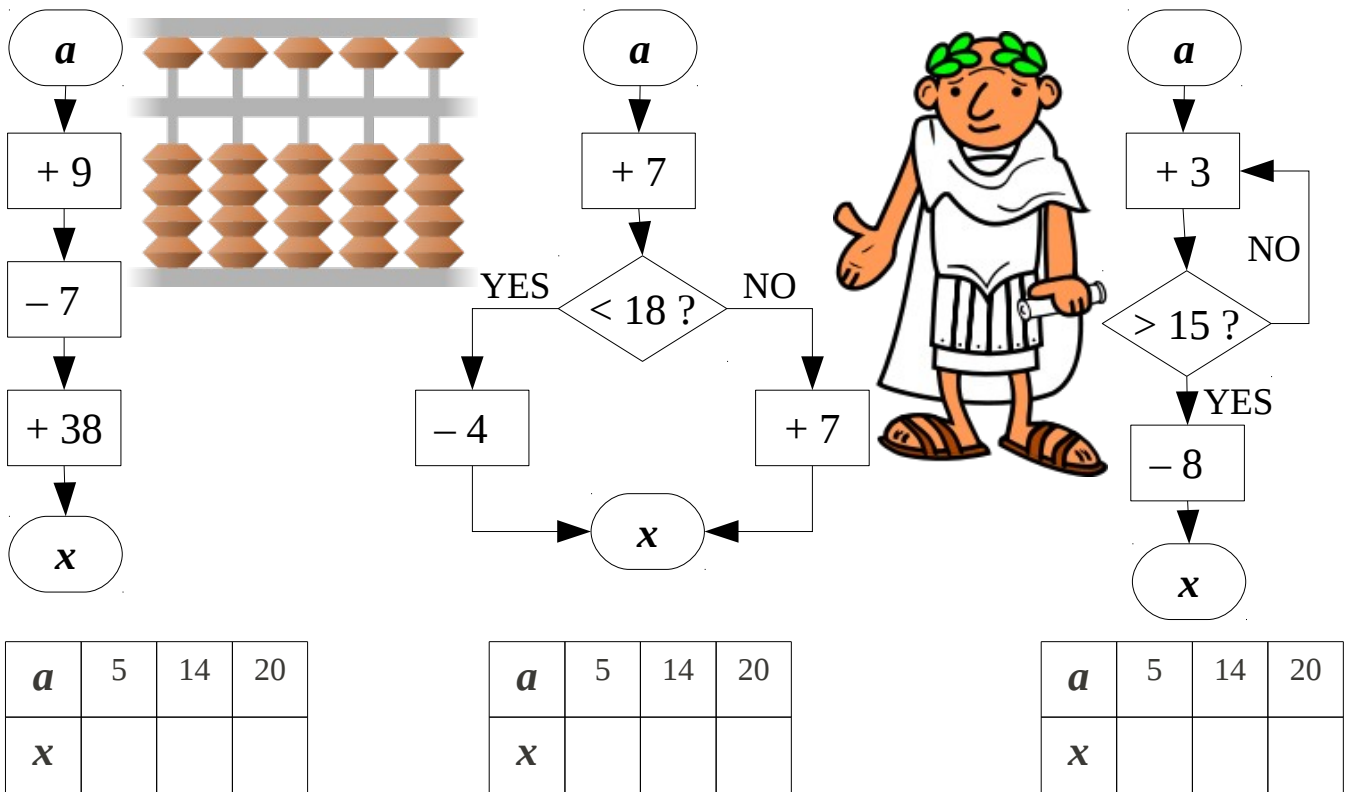 a
+ 9
– 7
+ 38
x
a
+ 7
< 18 ?
YES
NO
– 4
+ 7
x
a
+ 3
> 15 ?
NO
YES
– 8
x
a 5 14 20
x
a 5 14 20
x
a 5 14 20
x